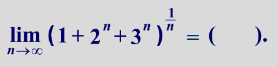 lim_{n→∞} (1+2^n+3^n)^{1/n} = (    ).